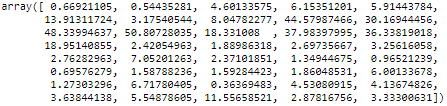 array([ 0.66921105, 0.54435281, 4.60133575, 6.15351201, 5.91443784,
13.91311724, 3.17540544, 8.04782277, 44.57987466, 30.16944456,
48.33994637, 50.80728035, 18.331008 , 37.98397995, 36.33819018,
18.95140855, 2.42054963, 1.88986318, 2.69735667, 3.25616058,
2.76282963, 7.05201263, 2.37101851, 1.34944675, 0.96521239,
0.69576279, 1.58788236, 1.59284423, 1.86048531, 6.00133678,
1.27303296, 6.71780405, 0.36369483, 4.53080915, 4.13674826,
3.63844138, 5.54878605, 11.55658521, 2.87816756, 3.33300631])